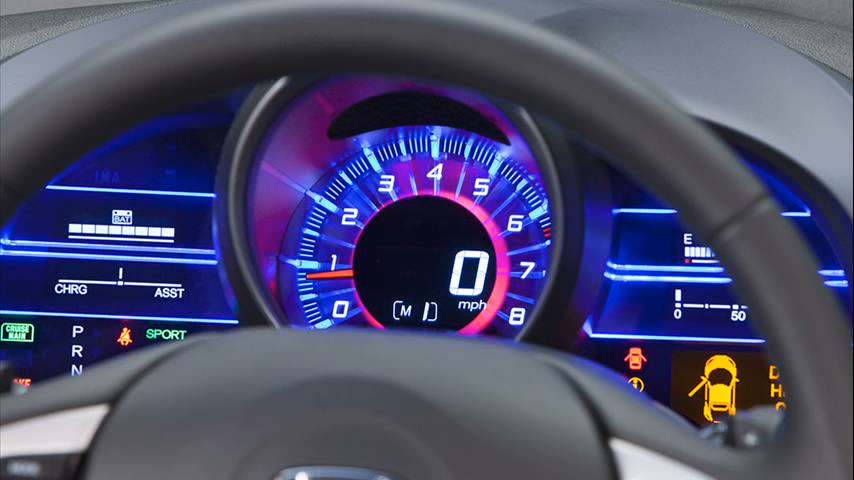 BAT
CHRG ASST
CRUISE
MAIN
P
R
N
SPORT
0 1 2 3 4 5 6 7 8
0
mph
M
E
0 50
D
H